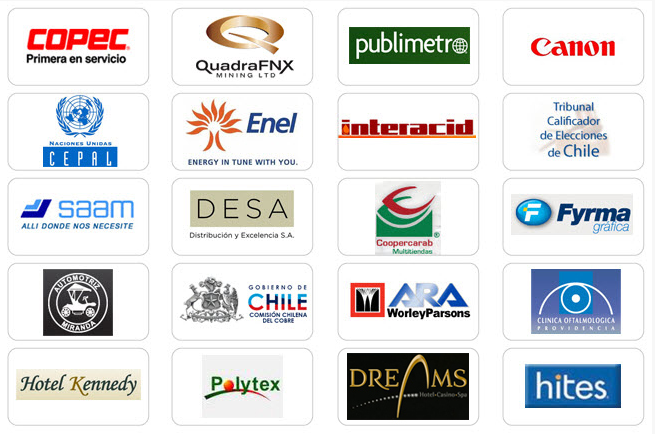 COPEC
Primera en servicio
QuadraFNX
MINING LTD
publimetro
Canon
NACIONES UNIDAS
CEPAL
Enel
ENERGY IN TUNE WITH YOU.
interacid
Tribunal
Calificador
de Elecciones
de Chile
saam
ALLI DONDE NOS NECESITE
DESA
Distribución y Excelencia S.A.
Coopercarab
Multitiendas
Fyrma
gráfica
AUTOMOTRIZ
MIRANDA
GOBIERNO DE
CHILE
COMISIÓN CHILENA
DEL COBRE
ARA
WorleyParsons
CLINICA OFTALMOLOGICA
PROVIDENCIA
Hotel Kennedy
Polytex
DREAMS
Hotel•Casino•Spa
hites